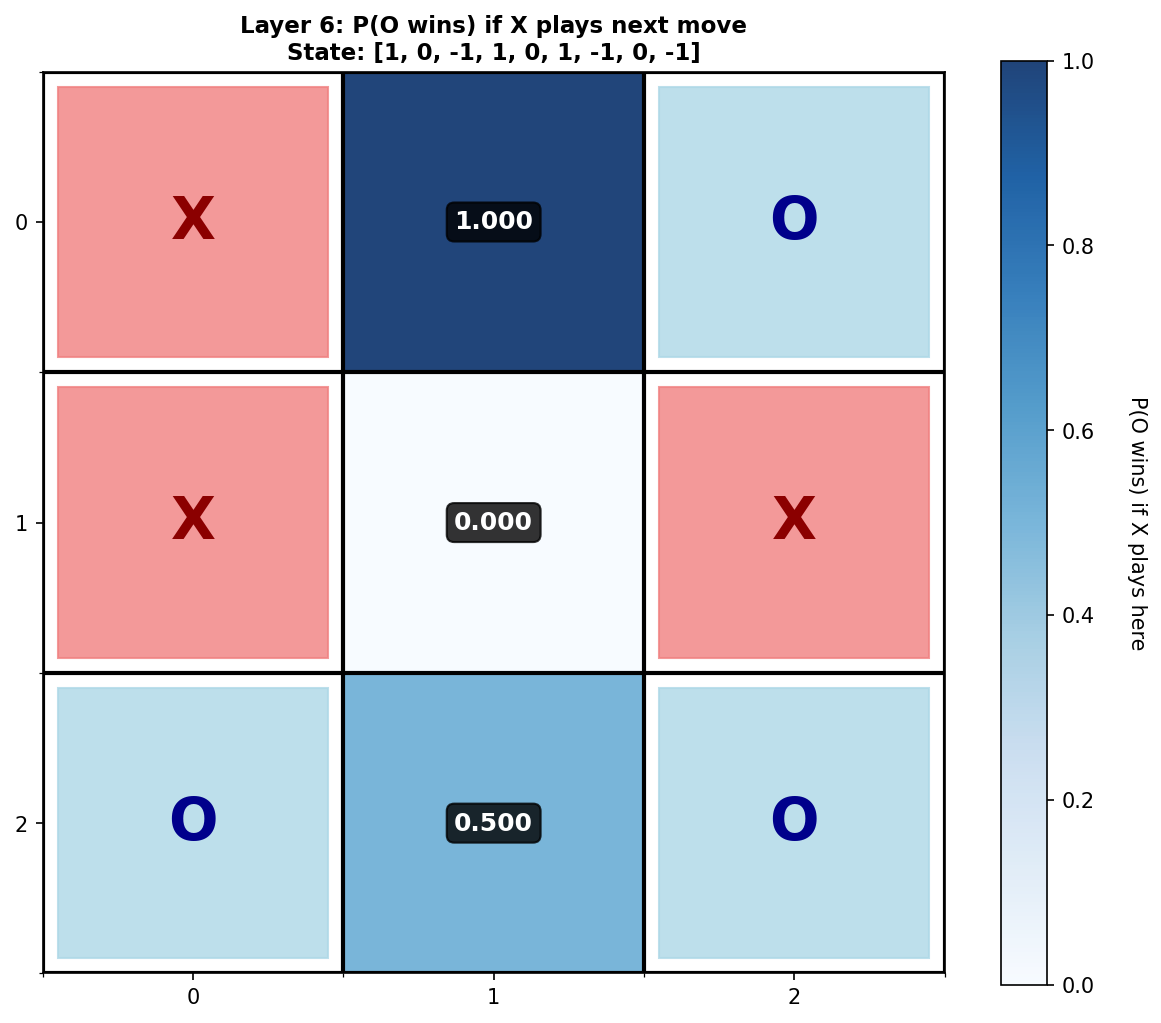 Layer 6: P(O wins) if X plays next move
State: [1, 0, -1, 1, 0, 1, -1, 0, -1]
X
1.000
O
X
0.000
X
O
0.500
O
0
1
2
0
1
2
1.0
0.8
0.6
0.4
0.2
0.0
P(O wins) if X plays here